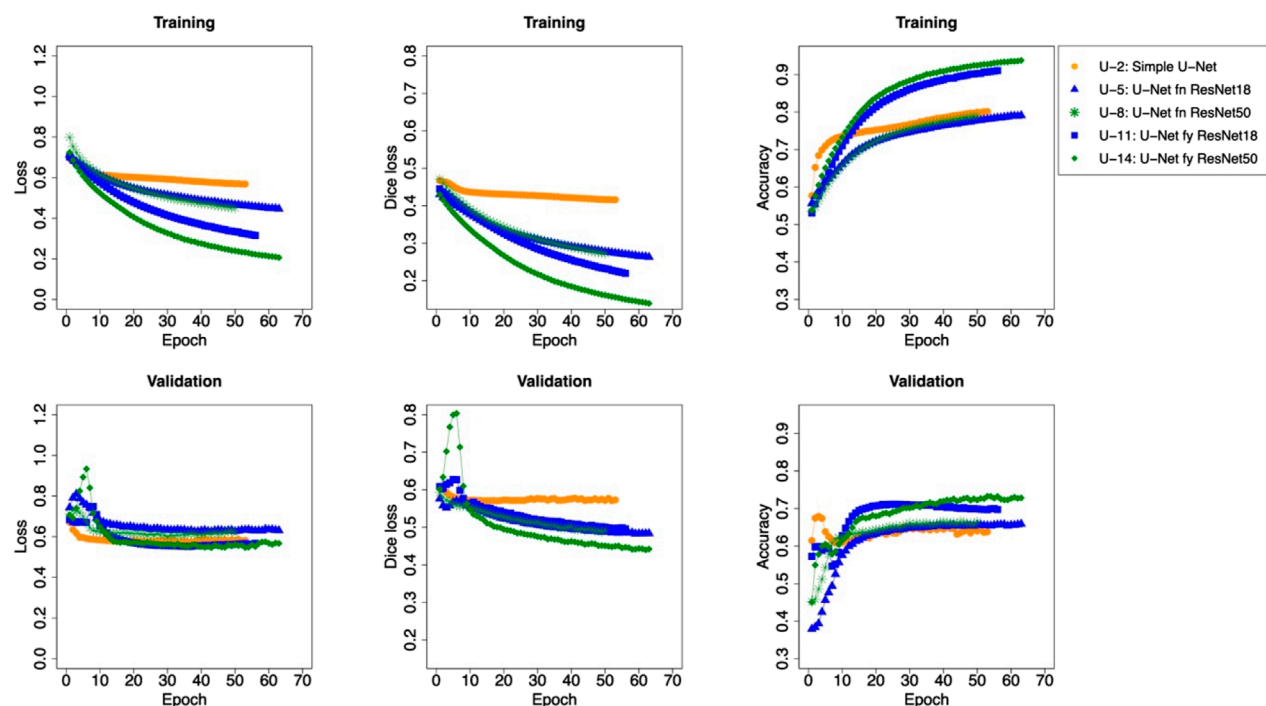 Training
Loss
1.2
1.0
0.8
0.6
0.4
0.2
0.0
0 10 20 30 40 50 60 70
Epoch
Training
Dice loss
0.8
0.7
0.6
0.5
0.4
0.3
0.2
0 10 20 30 40 50 60 70
Epoch
Training
Accuracy
0.9
0.8
0.7
0.6
0.5
0.4
0.3
0 10 20 30 40 50 60 70
Epoch
U-2: Simple U-Net
U-5: U-Net fn ResNet18
U-8: U-Net fn ResNet50
U-11: U-Net fy ResNet18
U-14: U-Net fy ResNet50
Validation
Loss
1.2
1.0
0.8
0.6
0.4
0.2
0.0
0 10 20 30 40 50 60 70
Epoch
Validation
Dice loss
0.8
0.7
0.6
0.5
0.4
0.3
0.2
0 10 20 30 40 50 60 70
Epoch
Validation
Accuracy
0.9
0.8
0.7
0.6
0.5
0.4
0.3
0 10 20 30 40 50 60 70
Epoch